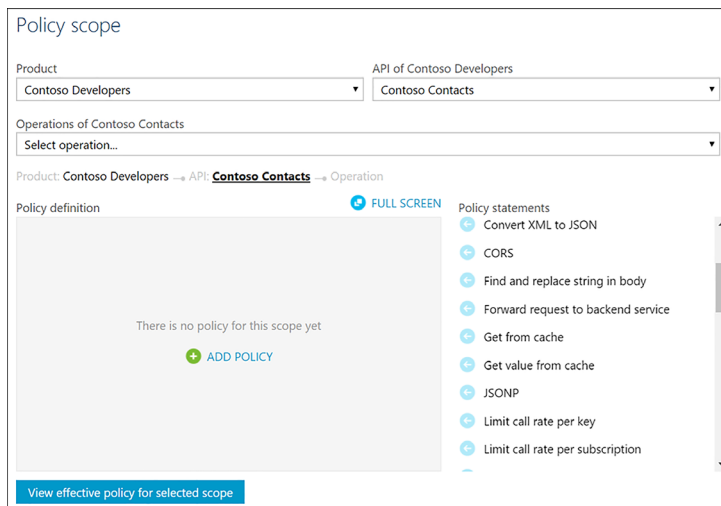 Policy scope
Product
API of Contoso Developers
Contoso Developers
Contoso Contacts
Operations of Contoso Contacts
Select operation...
Product: Contoso Developers API: Contoso Contacts Operation
Policy definition
FULL SCREEN
Policy statements
There is no policy for this scope yet
ADD POLICY
Convert XML to JSON
CORS
Find and replace string in body
Forward request to backend service
Get from cache
Get value from cache
JSONP
Limit call rate per key
Limit call rate per subscription
View effective policy for selected scope